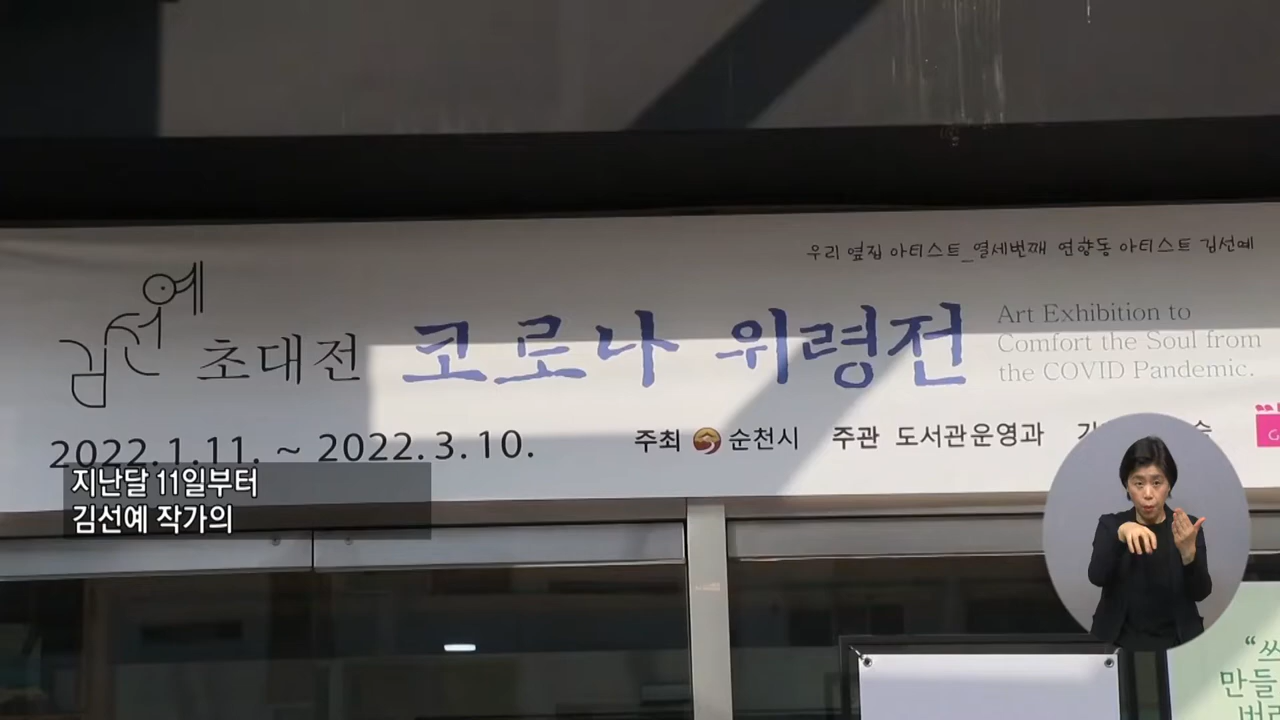 우리 옆집 아티스트_열세번째 연향동 아티스트 김선예
김선예 초대전 코로나 위령전
Art Exhibition to
Comfort the Soul from
the COVID Pandemic.
2022.1.11. ~ 2022.3.10.
주최 순천시 주관 도서관운영과
지난달 11일부터
김선예 작가의
만들